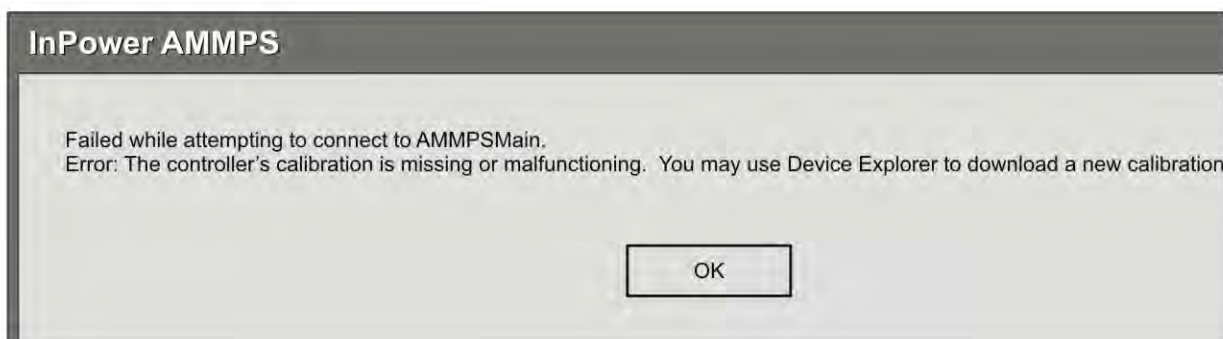 InPower AMMPS
Failed while attempting to connect to AMMPSMain.
Error: The controller's calibration is missing or malfunctioning. You may use Device Explorer to download a new calibration
OK